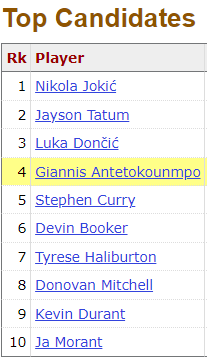 Top Candidates
Rk Player
1 Nikola Jokić
2 Jayson Tatum
3 Luka Dončić
4 Giannis Antetokounmpo
5 Stephen Curry
6 Devin Booker
7 Tyrese Haliburton
8 Donovan Mitchell
9 Kevin Durant
10 Ja Morant